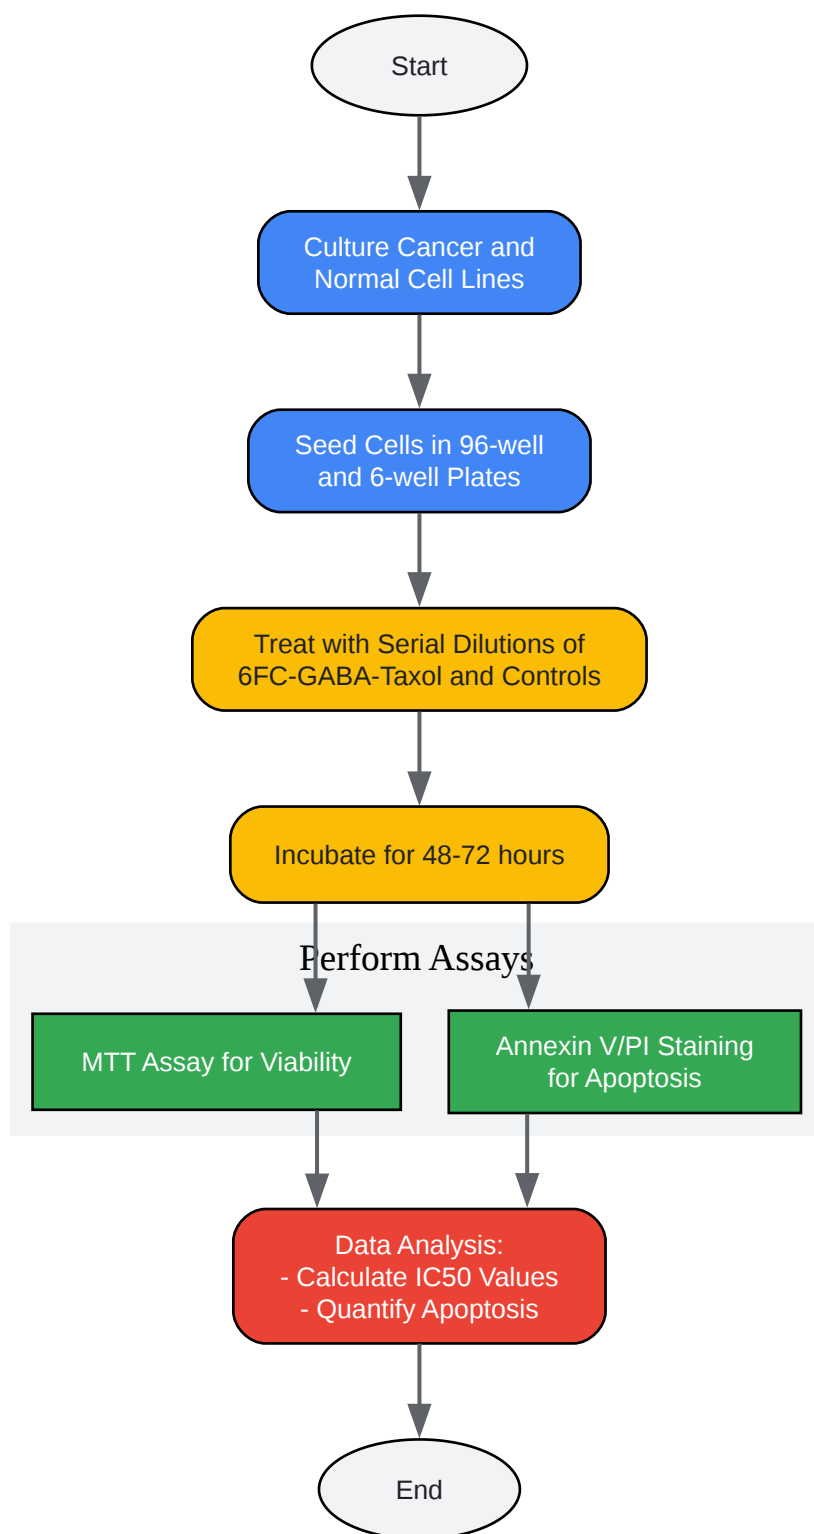 Start
Culture Cancer and
Normal Cell Lines
Seed Cells in 96-well
and 6-well Plates
Treat with Serial Dilutions of
6FC-GABA-Taxol and Controls
Incubate for 48-72 hours
Perform Assays
MTT Assay for Viability
Annexin V/PI Staining
for Apoptosis
Data Analysis:
- Calculate IC50 Values
- Quantify Apoptosis
End